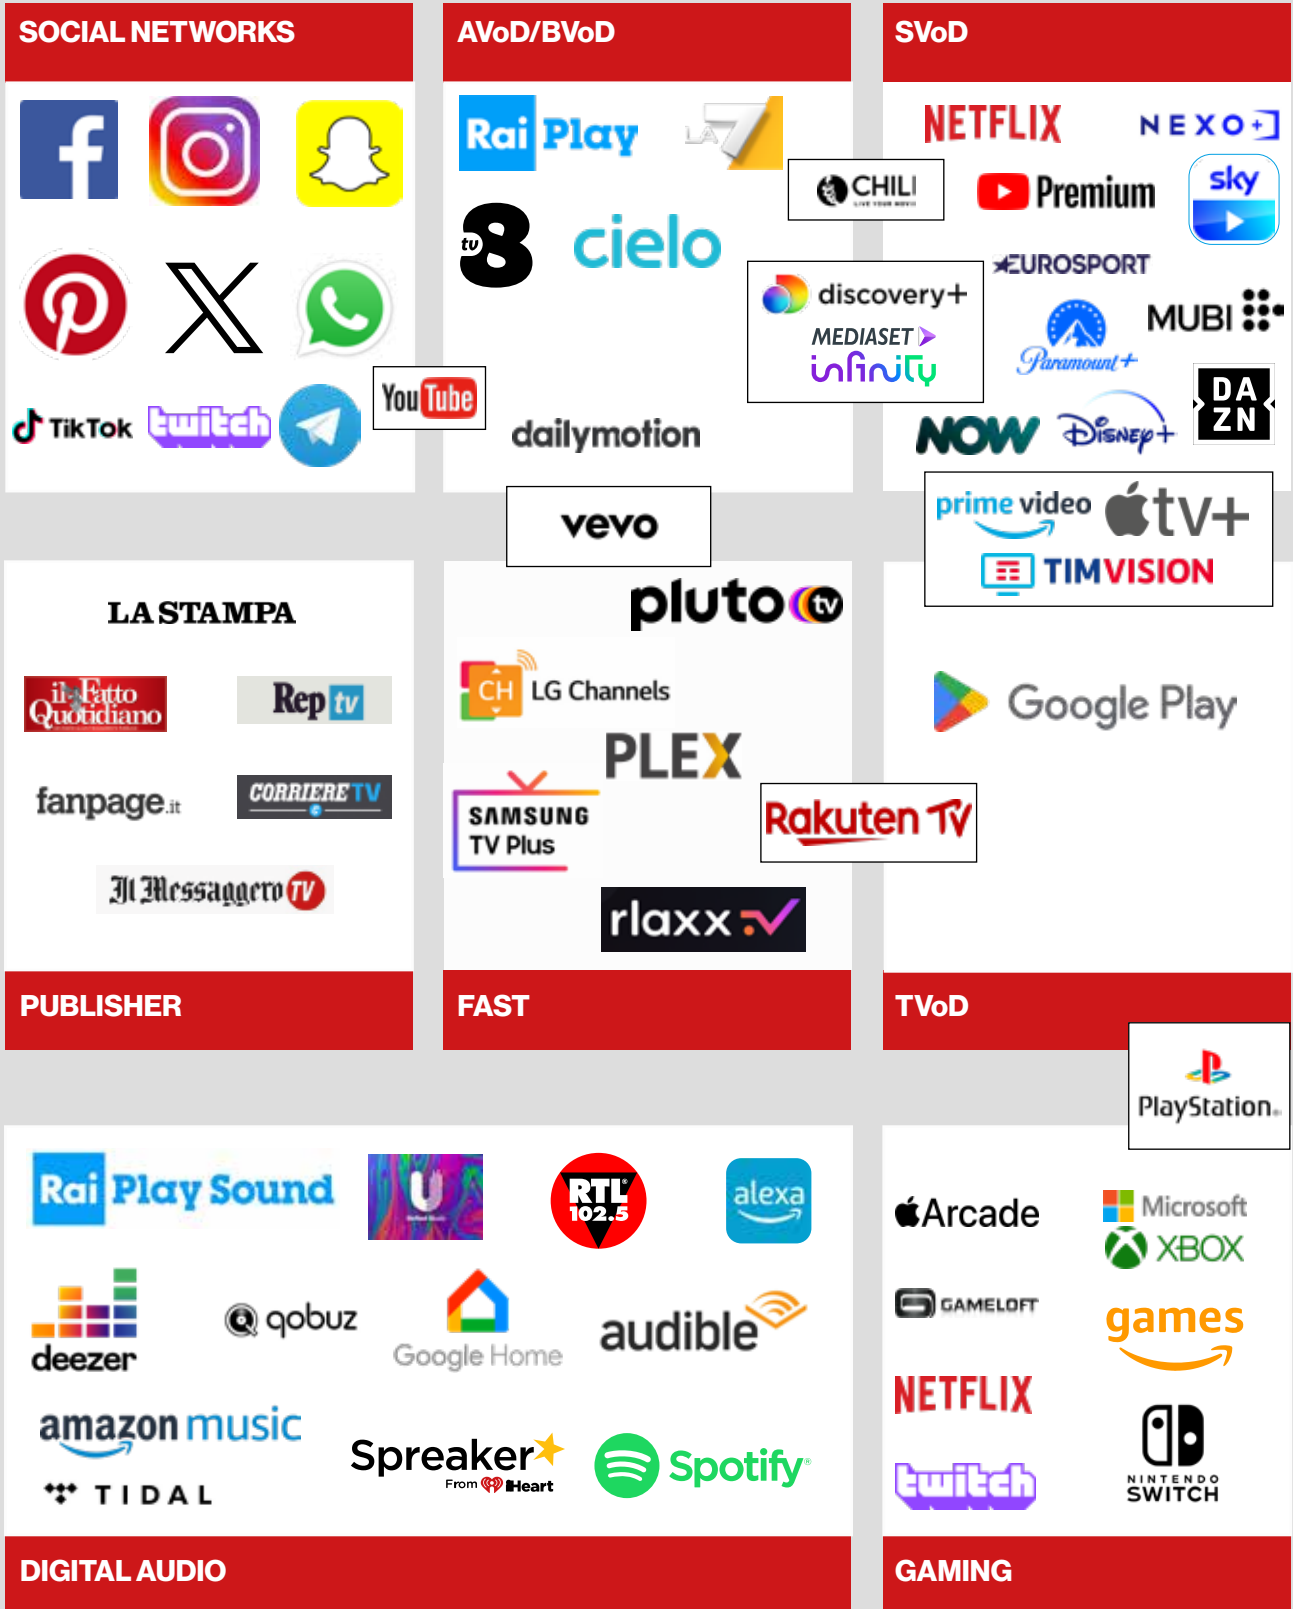 SOCIAL NETWORKS
f
TikTok
twitch
YouTube
AVoD/BVoD
Rai Play
LA7
tv8
cielo
CHILI
LIVE YOUR MOVIE
discovery+
MEDIASET
infinity
dailymotion
vevo
SVoD
NETFLIX
NEXO+
Premium
sky
EUROSPORT
MUBI
Paramount+
DAZN
NOW
Disney+
prime video
tv+
TIMVISION
LA STAMPA
il Fatto
Quotidiano
Rep tv
fanpage.it
CORRIERE TV
Il Messaggero TV
PUBLISHER
pluto tv
CH LG Channels
PLEX
SAMSUNG
TV Plus
Rakuten TV
rlaxx
FAST
Google Play
TVoD
PlayStation
Rai Play Sound
U
RTL
102.5
alexa
deezer
qobuz
Google Home
audible
amazon music
Spreaker
From iHeart
Spotify
TIDAL
DIGITAL AUDIO
Arcade
Microsoft
XBOX
GAMELOFT
games
NETFLIX
twitch
NINTENDO
SWITCH
GAMING